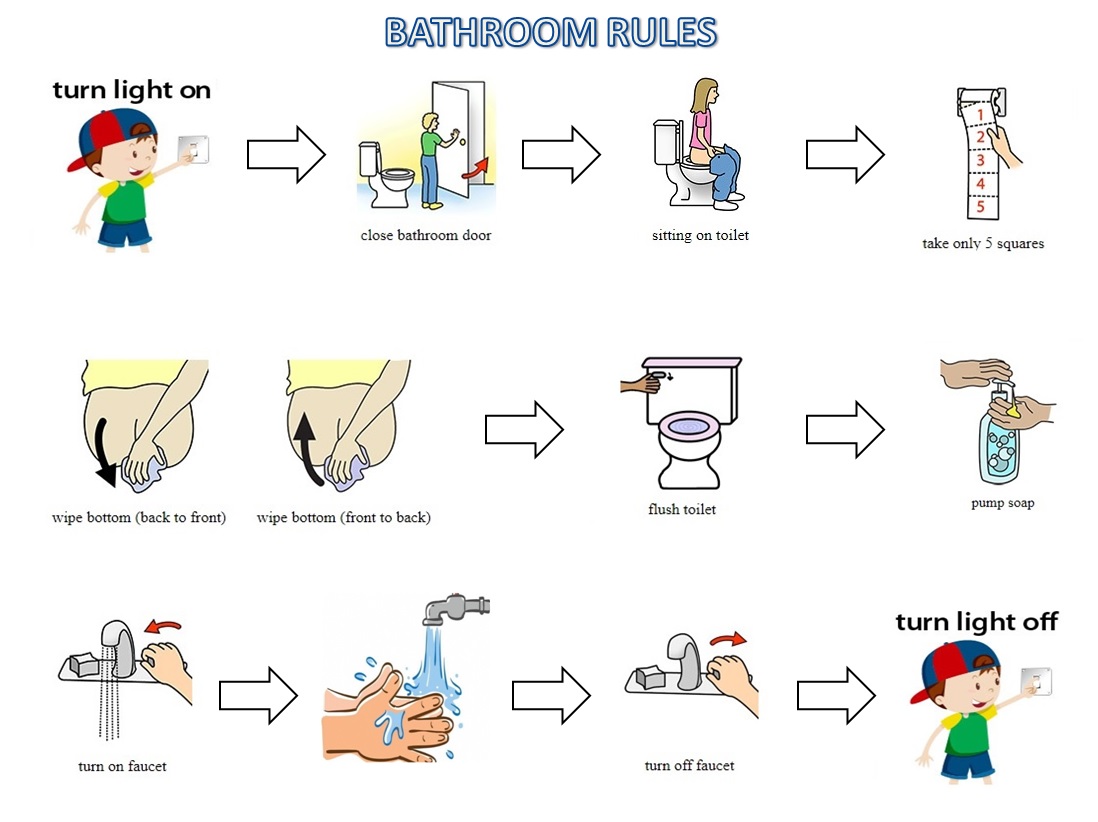 BATHROOM RULES
turn light on
close bathroom door
sitting on toilet
1
2
3
4
5
take only 5 squares
wipe bottom (back to front)
wipe bottom (front to back)
flush toilet
pump soap
turn on faucet
turn off faucet
turn light off